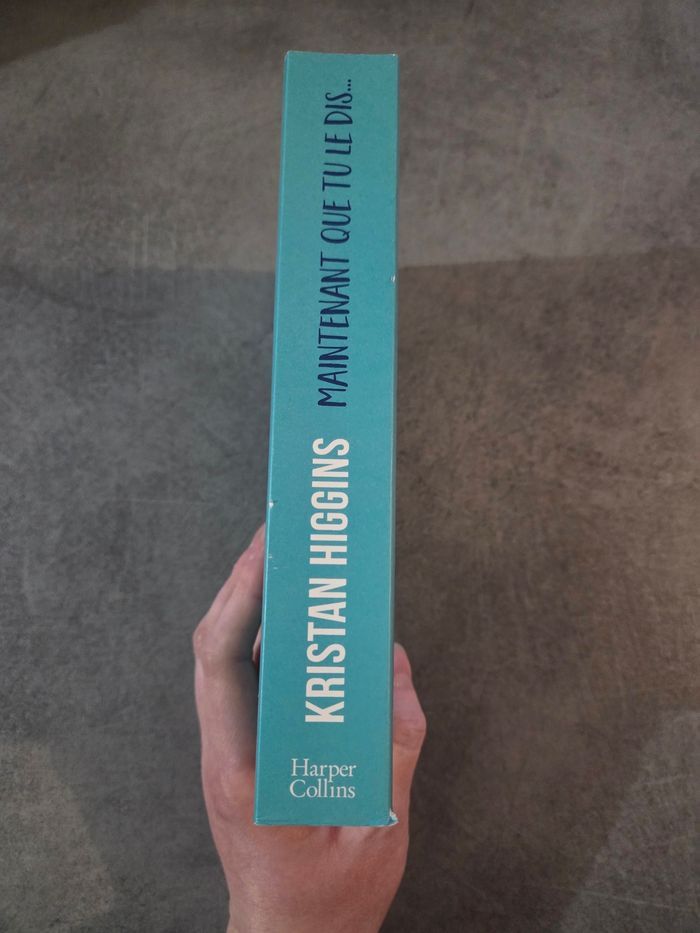 MAINTENANT QUE TU LE DIS...
KRISTAN HIGGINS
Harper
Collins